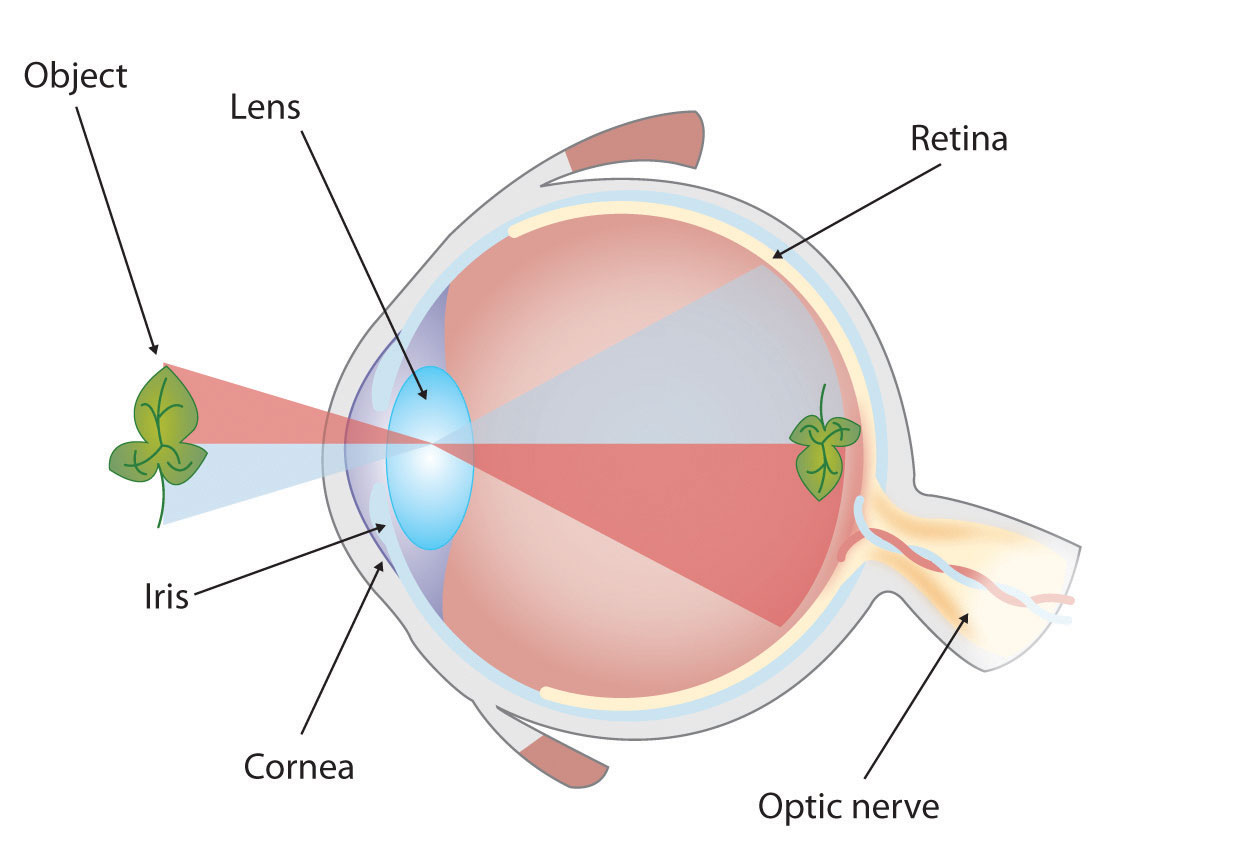 Object
Lens
Retina
Iris
Cornea
Optic nerve